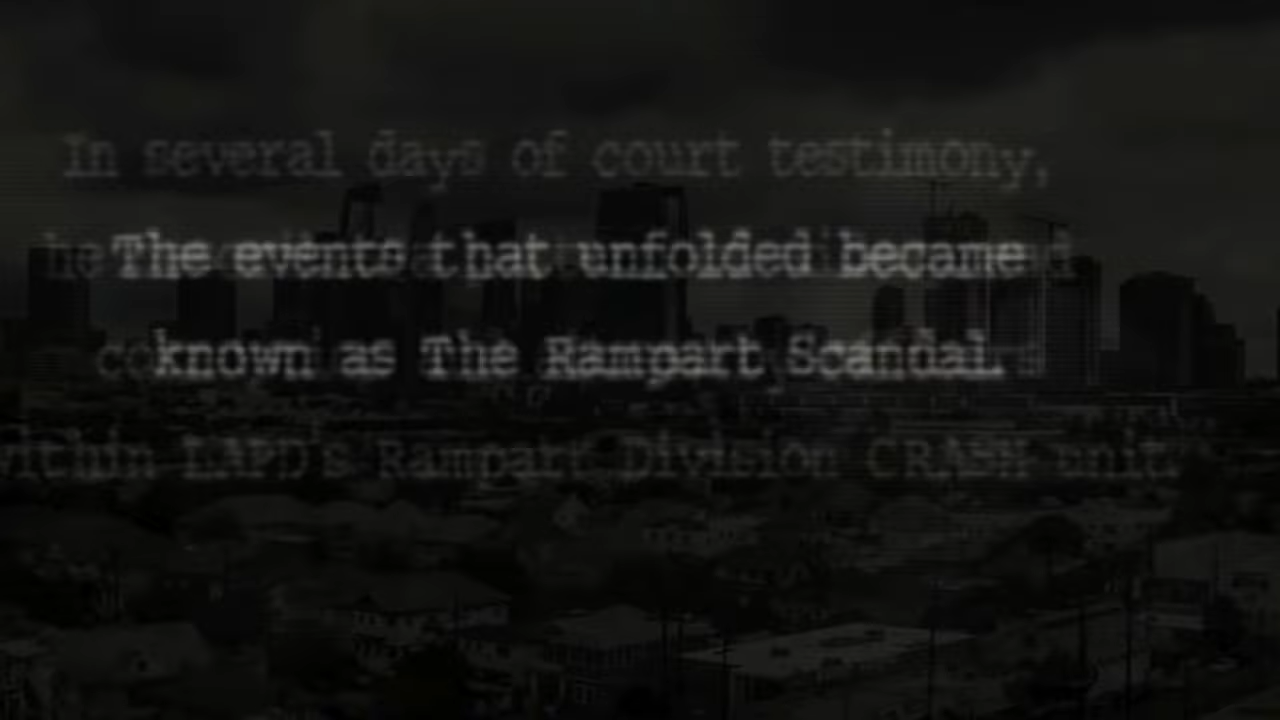 In several days of court testimony,
he
The events that unfolded became
known as The Rampart Scandal.
within LAPD's Rampart Division CRASH unit.